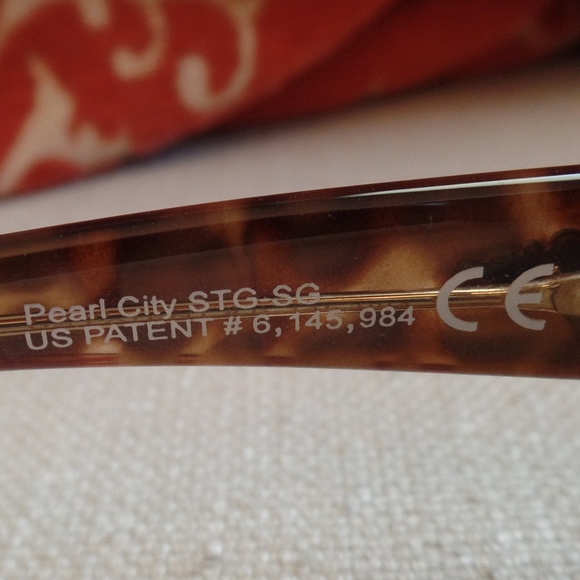 Pearl City STG-SG
US PATENT # 6,145,984
CE